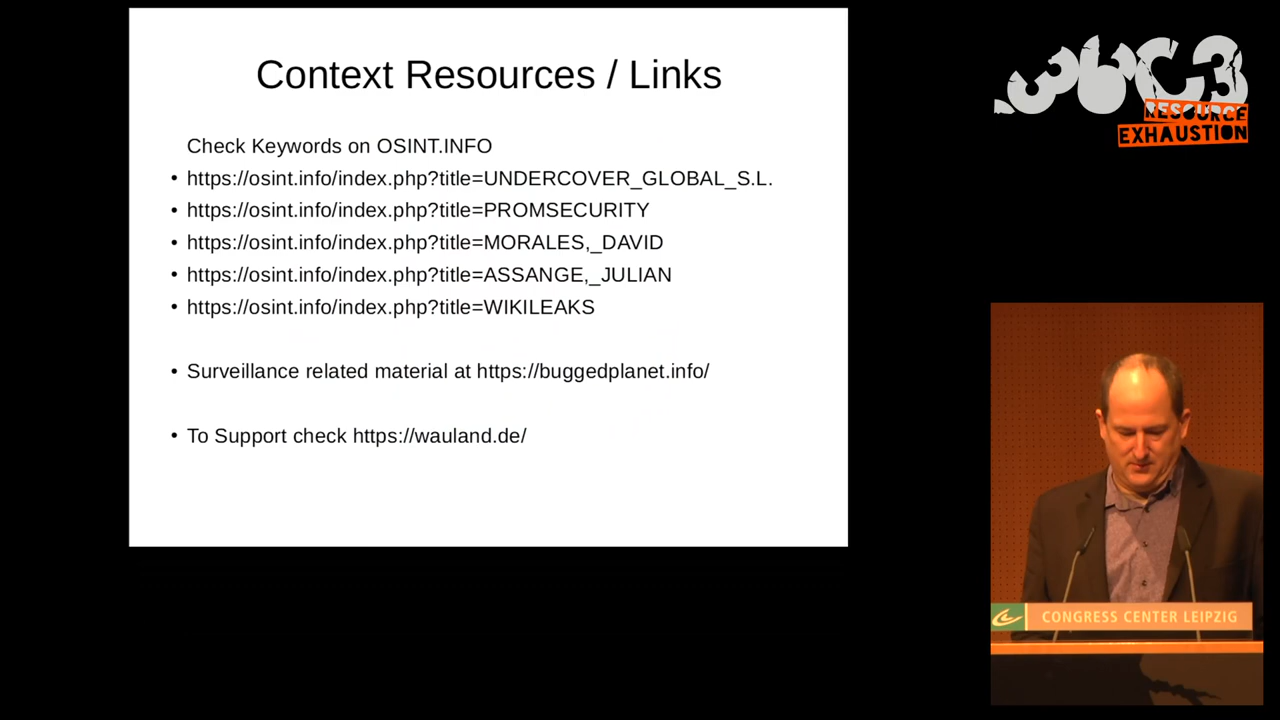 Context Resources / Links
Check Keywords on OSINT.INFO
• https://osint.info/index.php?title=UNDERCOVER_GLOBAL_S.L.
• https://osint.info/index.php?title=PROMSECURITY
• https://osint.info/index.php?title=MORALES,_DAVID
• https://osint.info/index.php?title=ASSANGE,_JULIAN
• https://osint.info/index.php?title=WIKILEAKS
• Surveillance related material at https://buggedplanet.info/
• To Support check https://wauland.de/
36C3
RESOURCE
EXHAUSTION
CONGRESS CENTER LEIPZIG